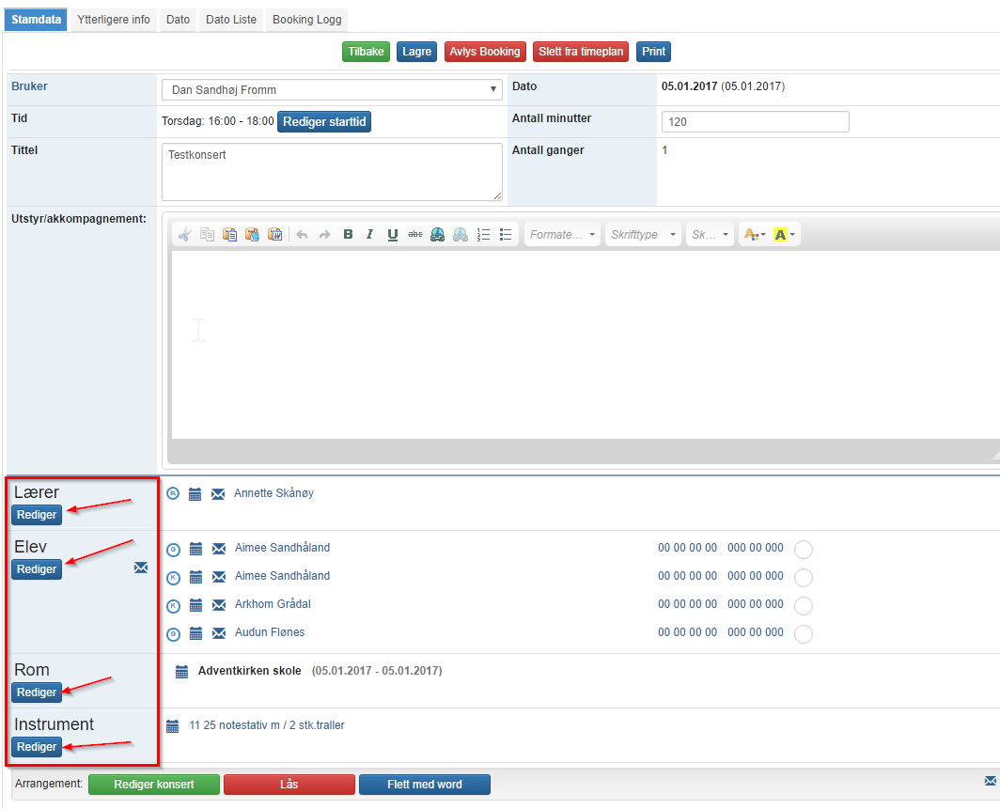 Stamdata Ytterligere info Dato Dato Liste Booking Logg
Tilbake Lagre Avlys Booking Slett fra timeplan Print
Bruker Dan Sandhøj Fromm Dato 05.01.2017 (05.01.2017)
Tid Torsdag: 16:00 - 18:00 Rediger starttid Antall minutter 120
Tittel Testkonsert Antall ganger 1
Utstyr/akkompagnement:
B I U abc Formate... Skrifttype Sk... A A
Lærer
Rediger R Annette Skånøy
Elev
Rediger
G Aimee Sandhåland 00 00 00 00 000 00 000
K Aimee Sandhåland 00 00 00 00 000 00 000
K Arkhom Grådal 00 00 00 00 000 00 000
G Audun Flønes 00 00 00 00 000 00 000
Rom
Rediger
Adventkirken skole (05.01.2017 - 05.01.2017)
Instrument
Rediger
11 25 notestativ m / 2 stk.traller
Arrangement: Rediger konsert Lås Flett med word